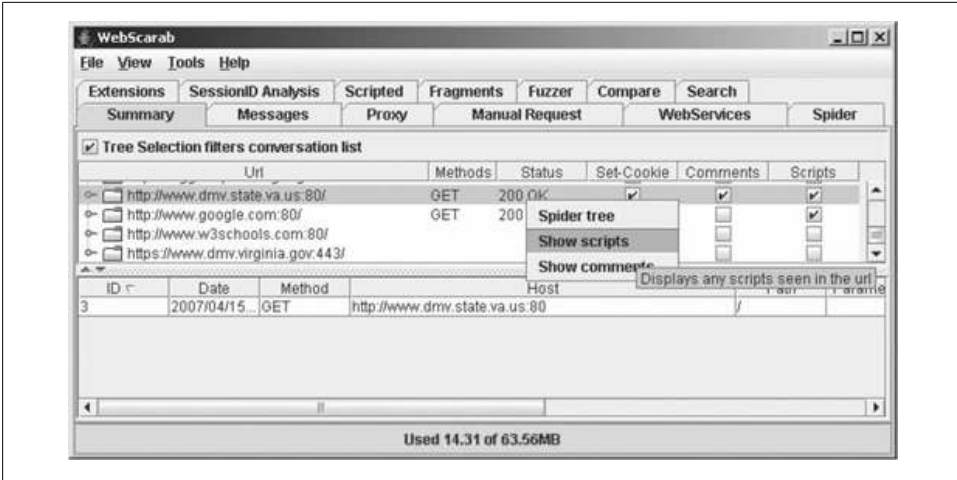 WebScarab
File View Tools Help
Extensions SessionID Analysis Scripted Fragments Fuzzer Compare Search
Summary Messages Proxy Manual Request WebServices Spider
Tree Selection filters conversation list
Url Methods Status Set-Cookie Comments Scripts
http://www.dmv.state.va.us:80/ GET 200 OK
http://www.google.com:80/ GET 200
http://www.w3schools.com:80/
https://www.dmv.virginia.gov:443/
Spider tree
Show scripts
Show comments
Displays any scripts seen in the url
ID Date Method Host Path Parame
3 2007/04/15... GET http://www.dmv.state.va.us:80 /
Used 14.31 of 63.56MB